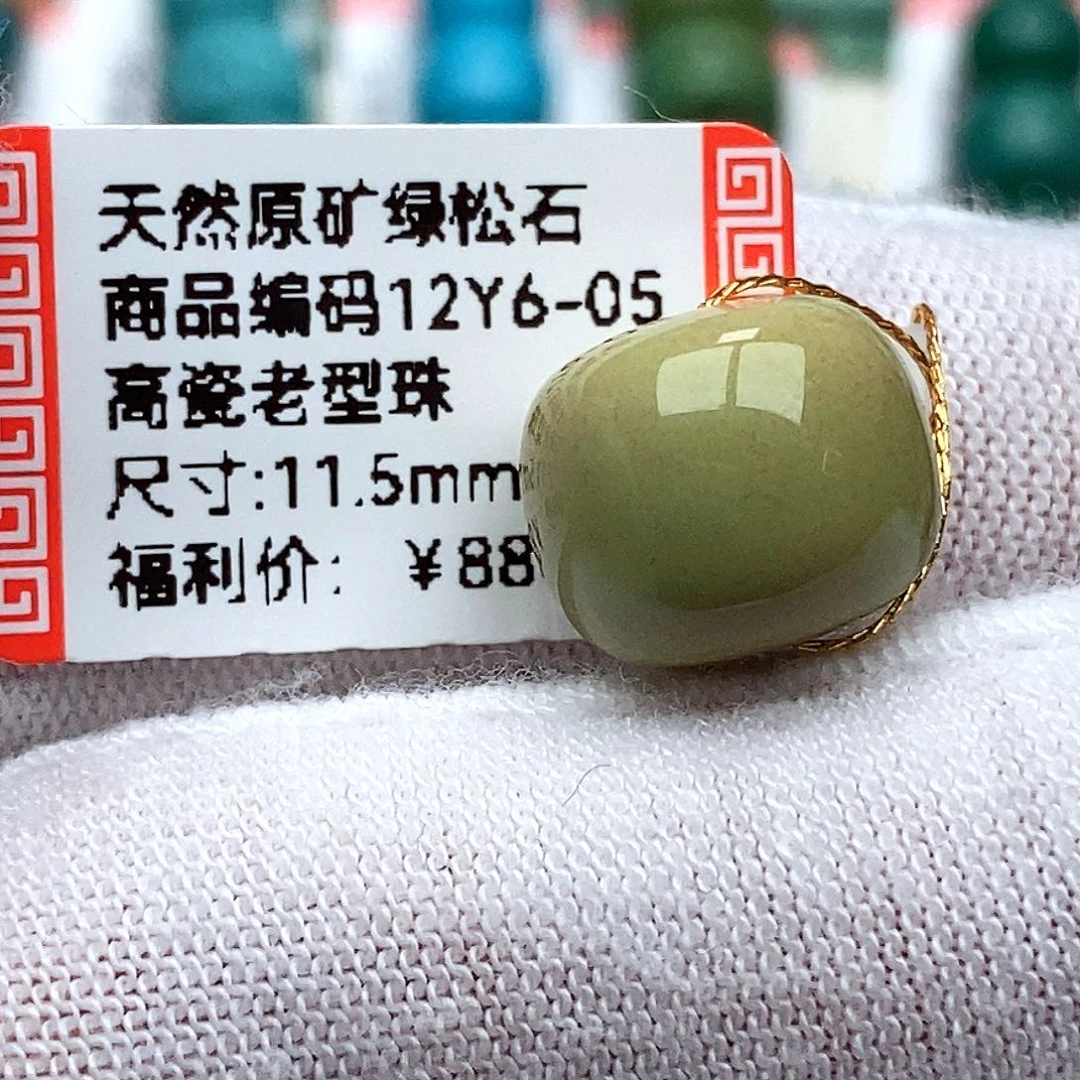 天然原矿绿松石
商品编码12Y6-05
高瓷老型珠
尺寸:11.5mm
福利价: ¥88